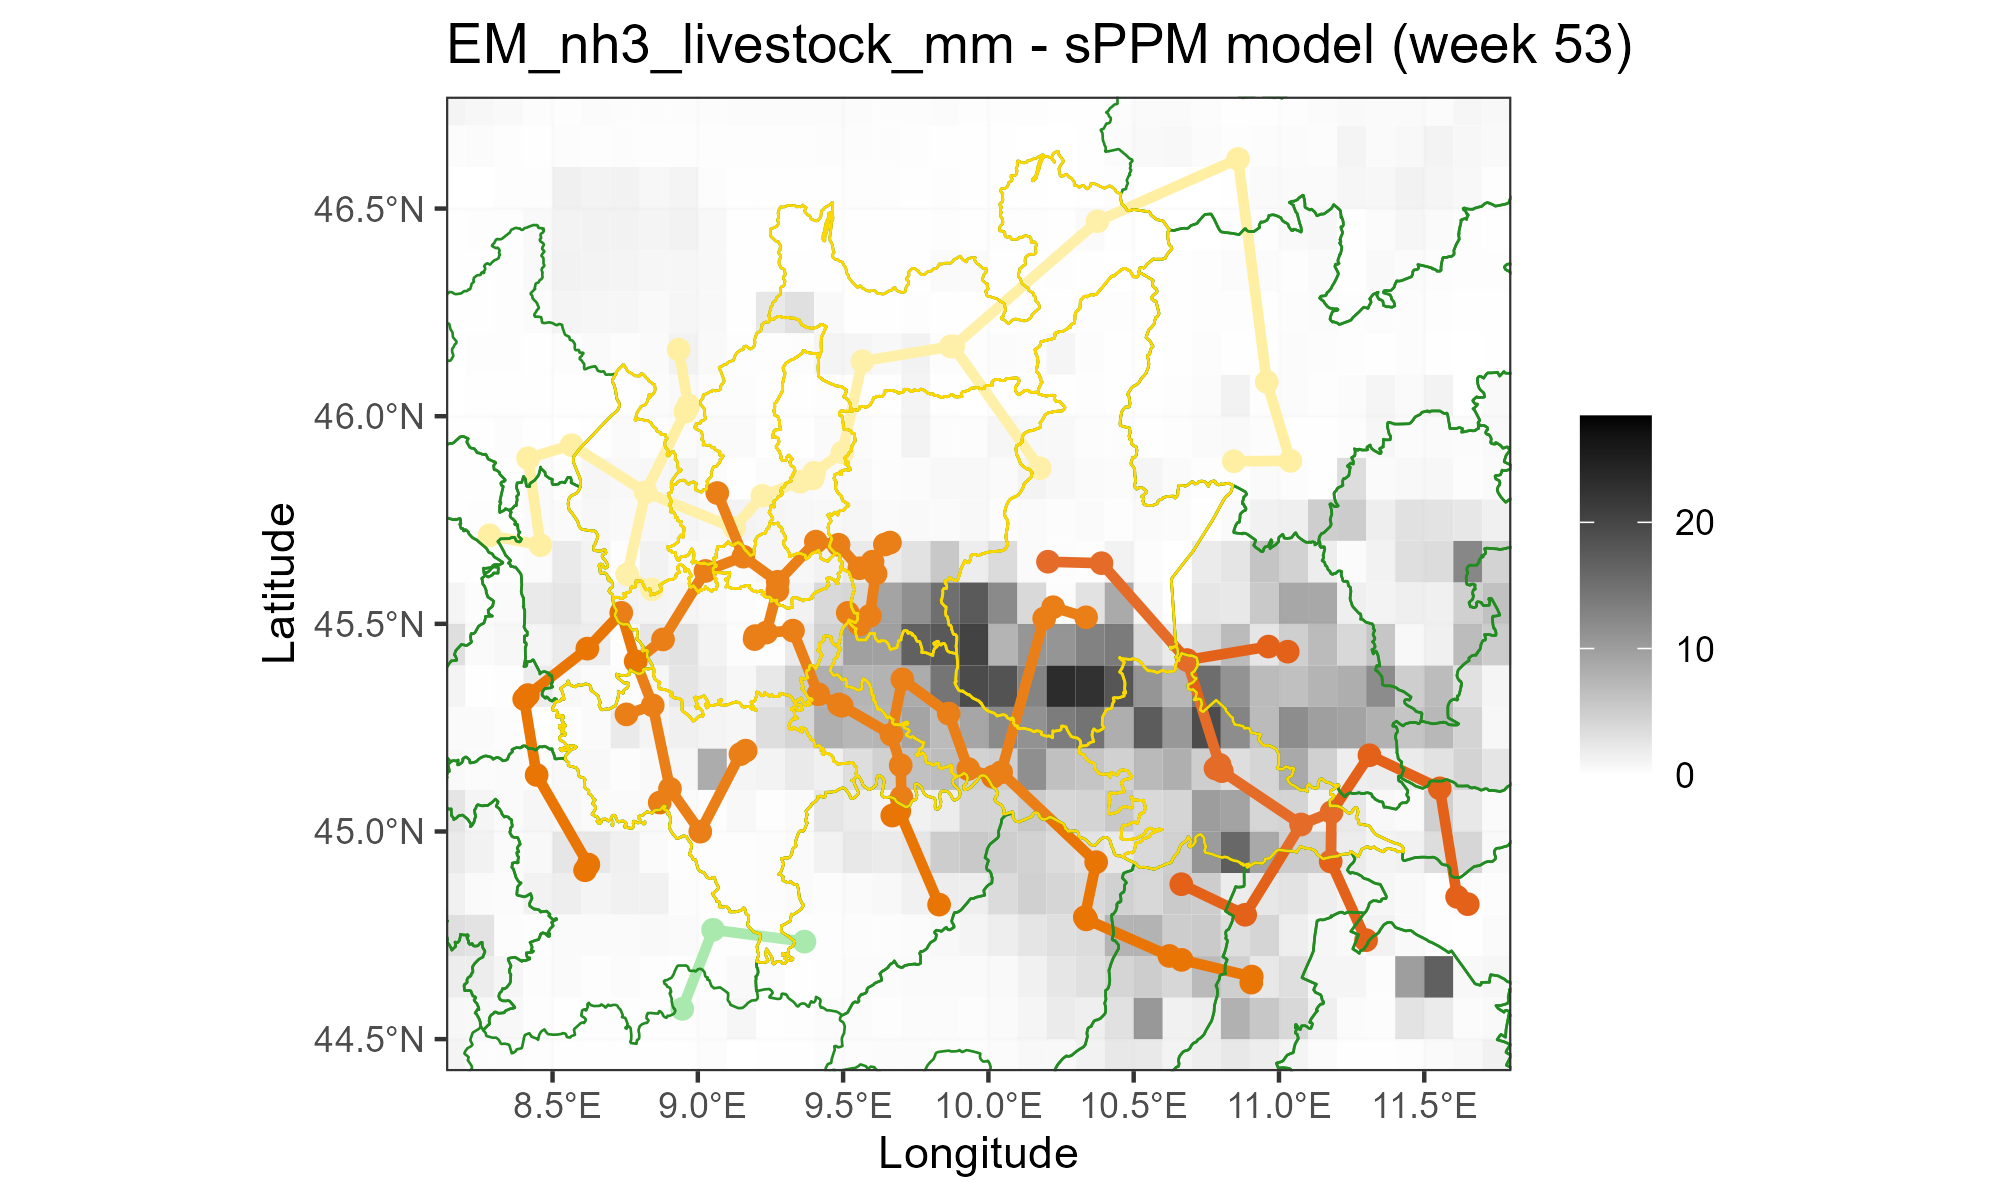 EM_nh3_livestock_mm - sPPM model (week 53)
46.5°N
46.0°N
45.5°N
45.0°N
44.5°N
Latitude
8.5°E
9.0°E
9.5°E
10.0°E
10.5°E
11.0°E
11.5°E
Longitude
20
10
0